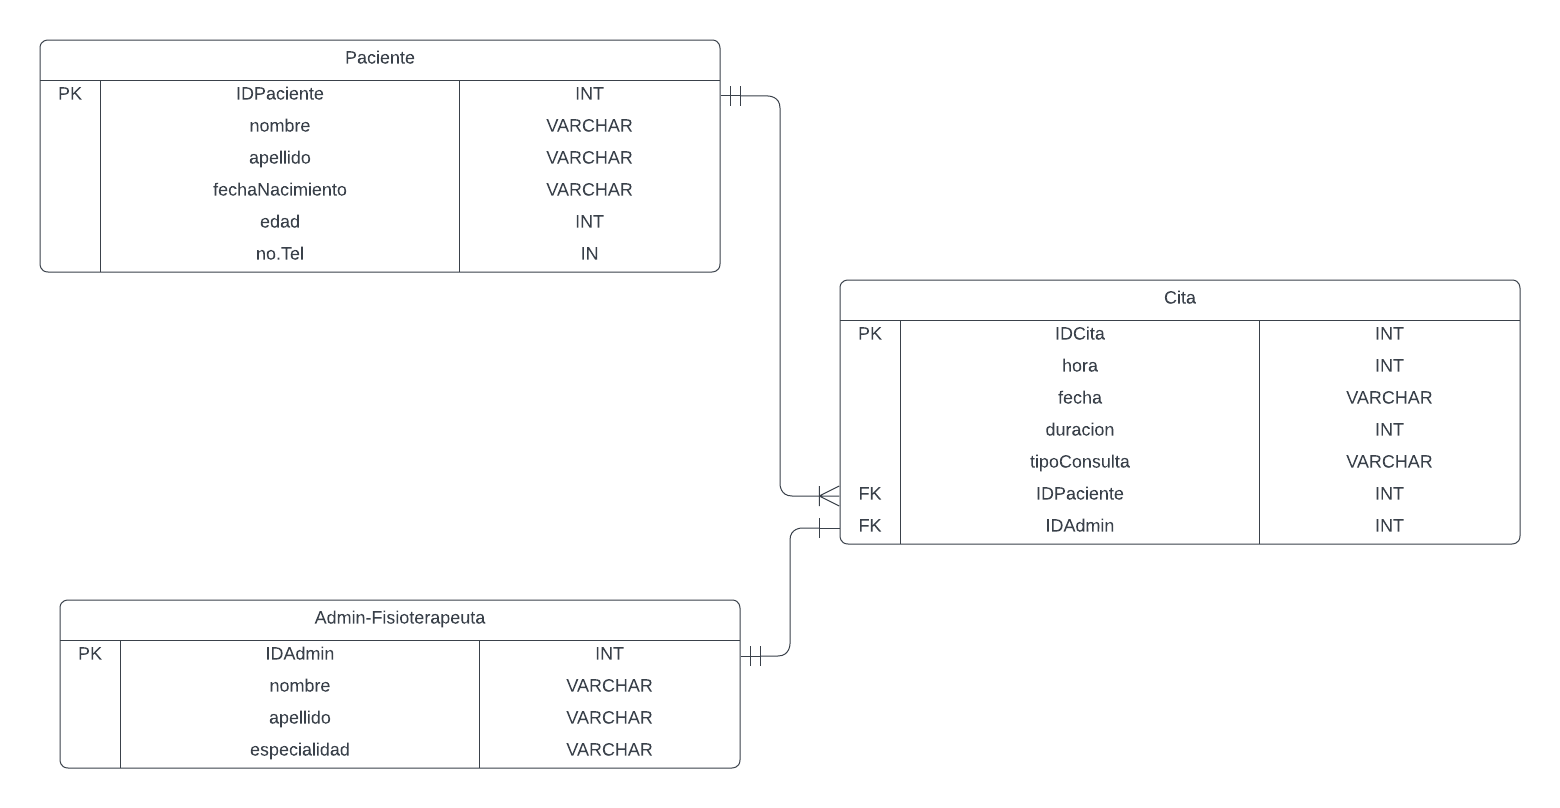 Paciente
PK IDPaciente INT
nombre VARCHAR
apellido VARCHAR
fechaNacimiento VARCHAR
edad INT
no.Tel IN
Cita
PK IDCita INT
hora INT
fecha VARCHAR
duracion INT
tipoConsulta VARCHAR
FK IDPaciente INT
FK IDAdmin INT
Admin-Fisioterapeuta
PK IDAdmin INT
nombre VARCHAR
apellido VARCHAR
especialidad VARCHAR